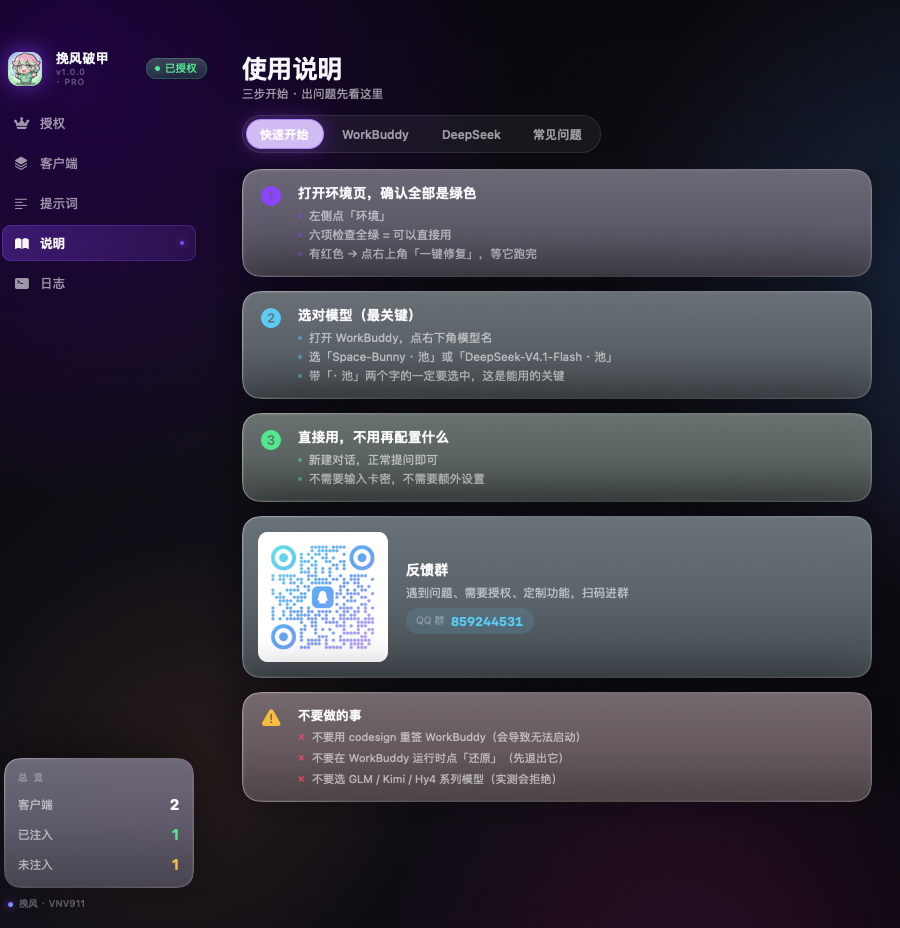 挽风破甲
v1.0.0
· PRO
已授权
授权
客户端
提示词
说明
日志
总览
客户端 2
已注入 1
未注入 1
挽风 · VNV911
使用说明
三步开始 · 出问题先看这里
快速开始 WorkBuddy DeepSeek 常见问题
1 打开环境页，确认全部是绿色
左侧点「环境」
六项检查全绿 = 可以直接用
有红色 → 点右上角「一键修复」，等它跑完
2 选对模型（最关键）
打开 WorkBuddy，点右下角模型名
选「Space-Bunny · 池」或「DeepSeek-V4.1-Flash · 池」
带「· 池」两个字的一定要选中，这是能用的关键
3 直接用，不用再配置什么
新建对话，正常提问即可
不需要输入卡密，不需要额外设置
反馈群
遇到问题、需要授权、定制功能，扫码进群
QQ 群 859244531
不要做的事
× 不要用 codesign 重签 WorkBuddy（会导致无法启动）
× 不要在 WorkBuddy 运行时点「还原」（先退出它）
× 不要选 GLM / Kimi / Hy4 系列模型（实测会拒绝）